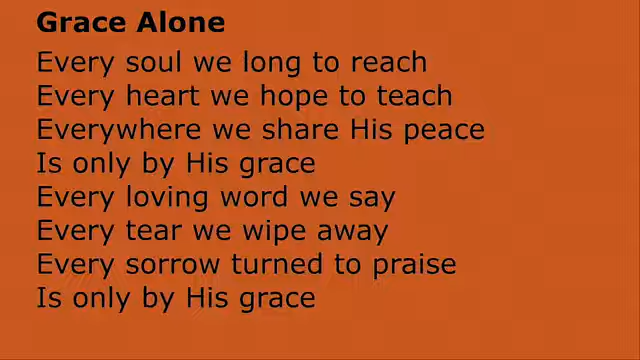 Grace Alone
Every soul we long to reach
Every heart we hope to teach
Everywhere we share His peace
Is only by His grace
Every loving word we say
Every tear we wipe away
Every sorrow turned to praise
Is only by His grace